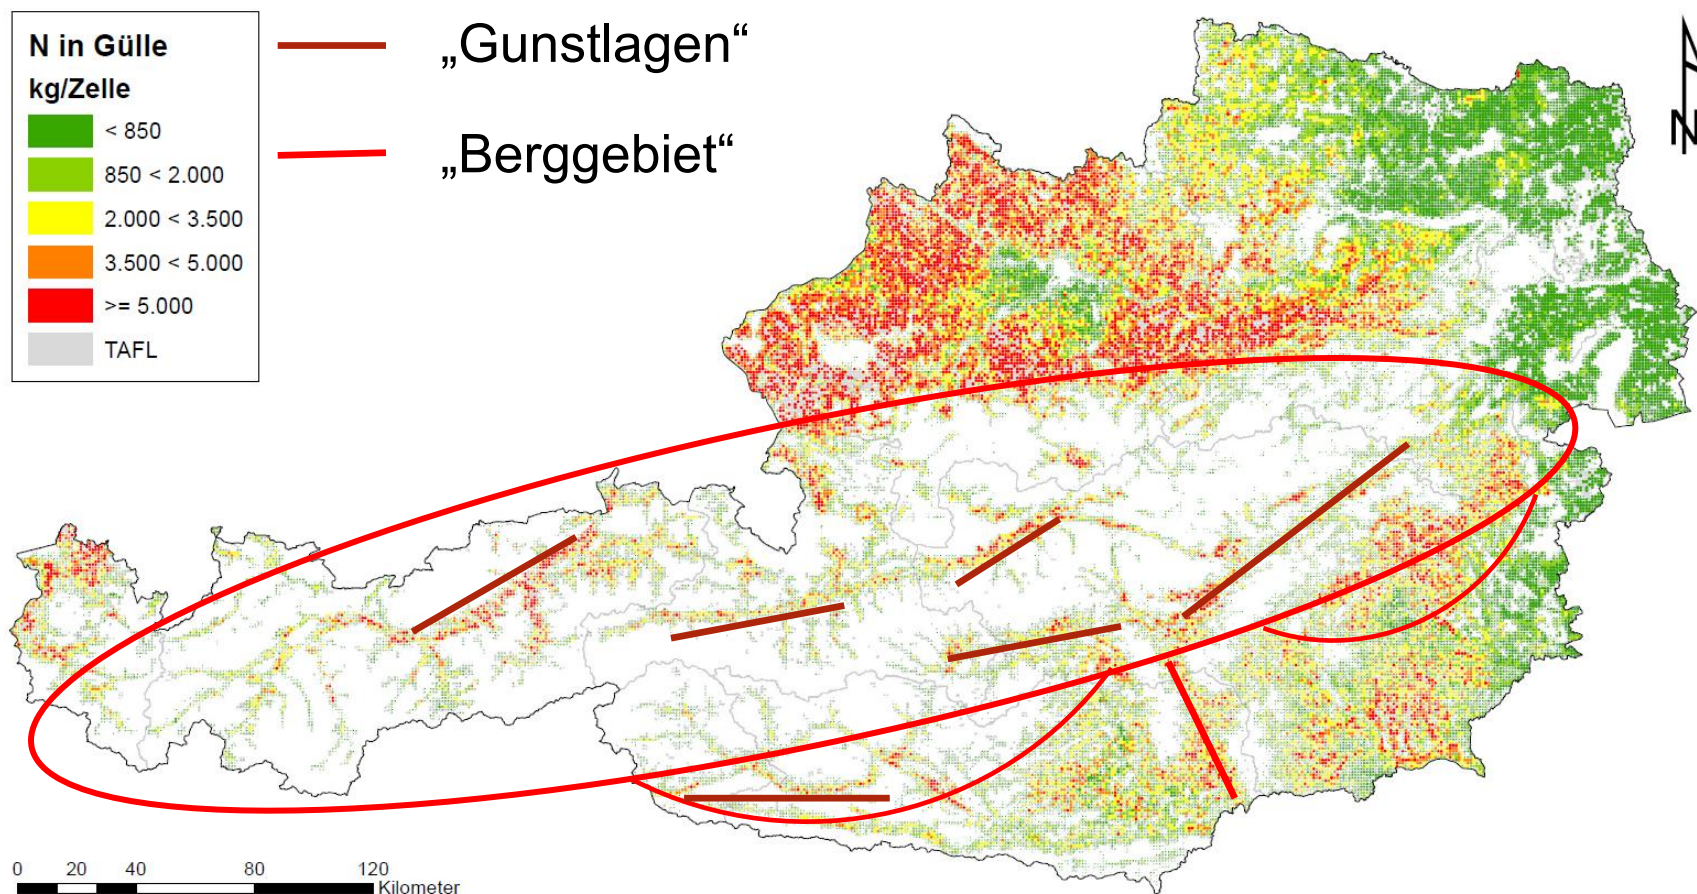 N in Gülle
kg/Zelle
< 850
850 < 2.000
2.000 < 3.500
3.500 < 5.000
>= 5.000
TAFL
„Gunstlagen“
„Berggebiet“
N
0 20 40 80 120
Kilometer